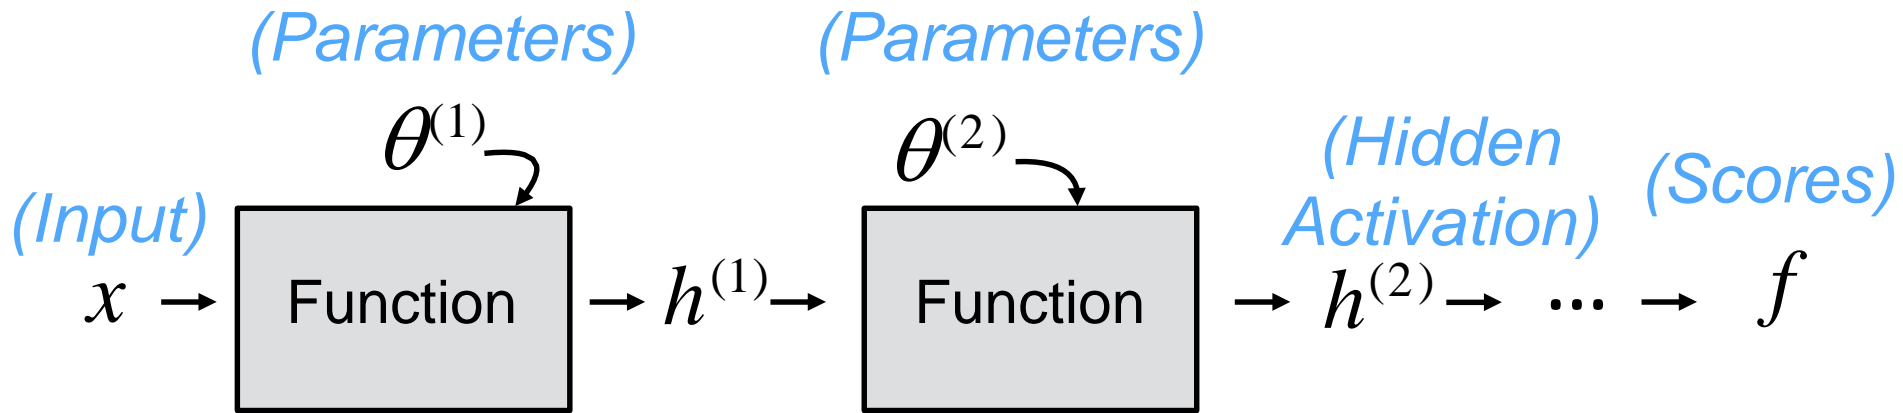 (Parameters) (Parameters)
θ(1) θ(2)
(Input) (Hidden Activation) (Scores)
x → Function → h(1) → Function → h(2) → ... → f